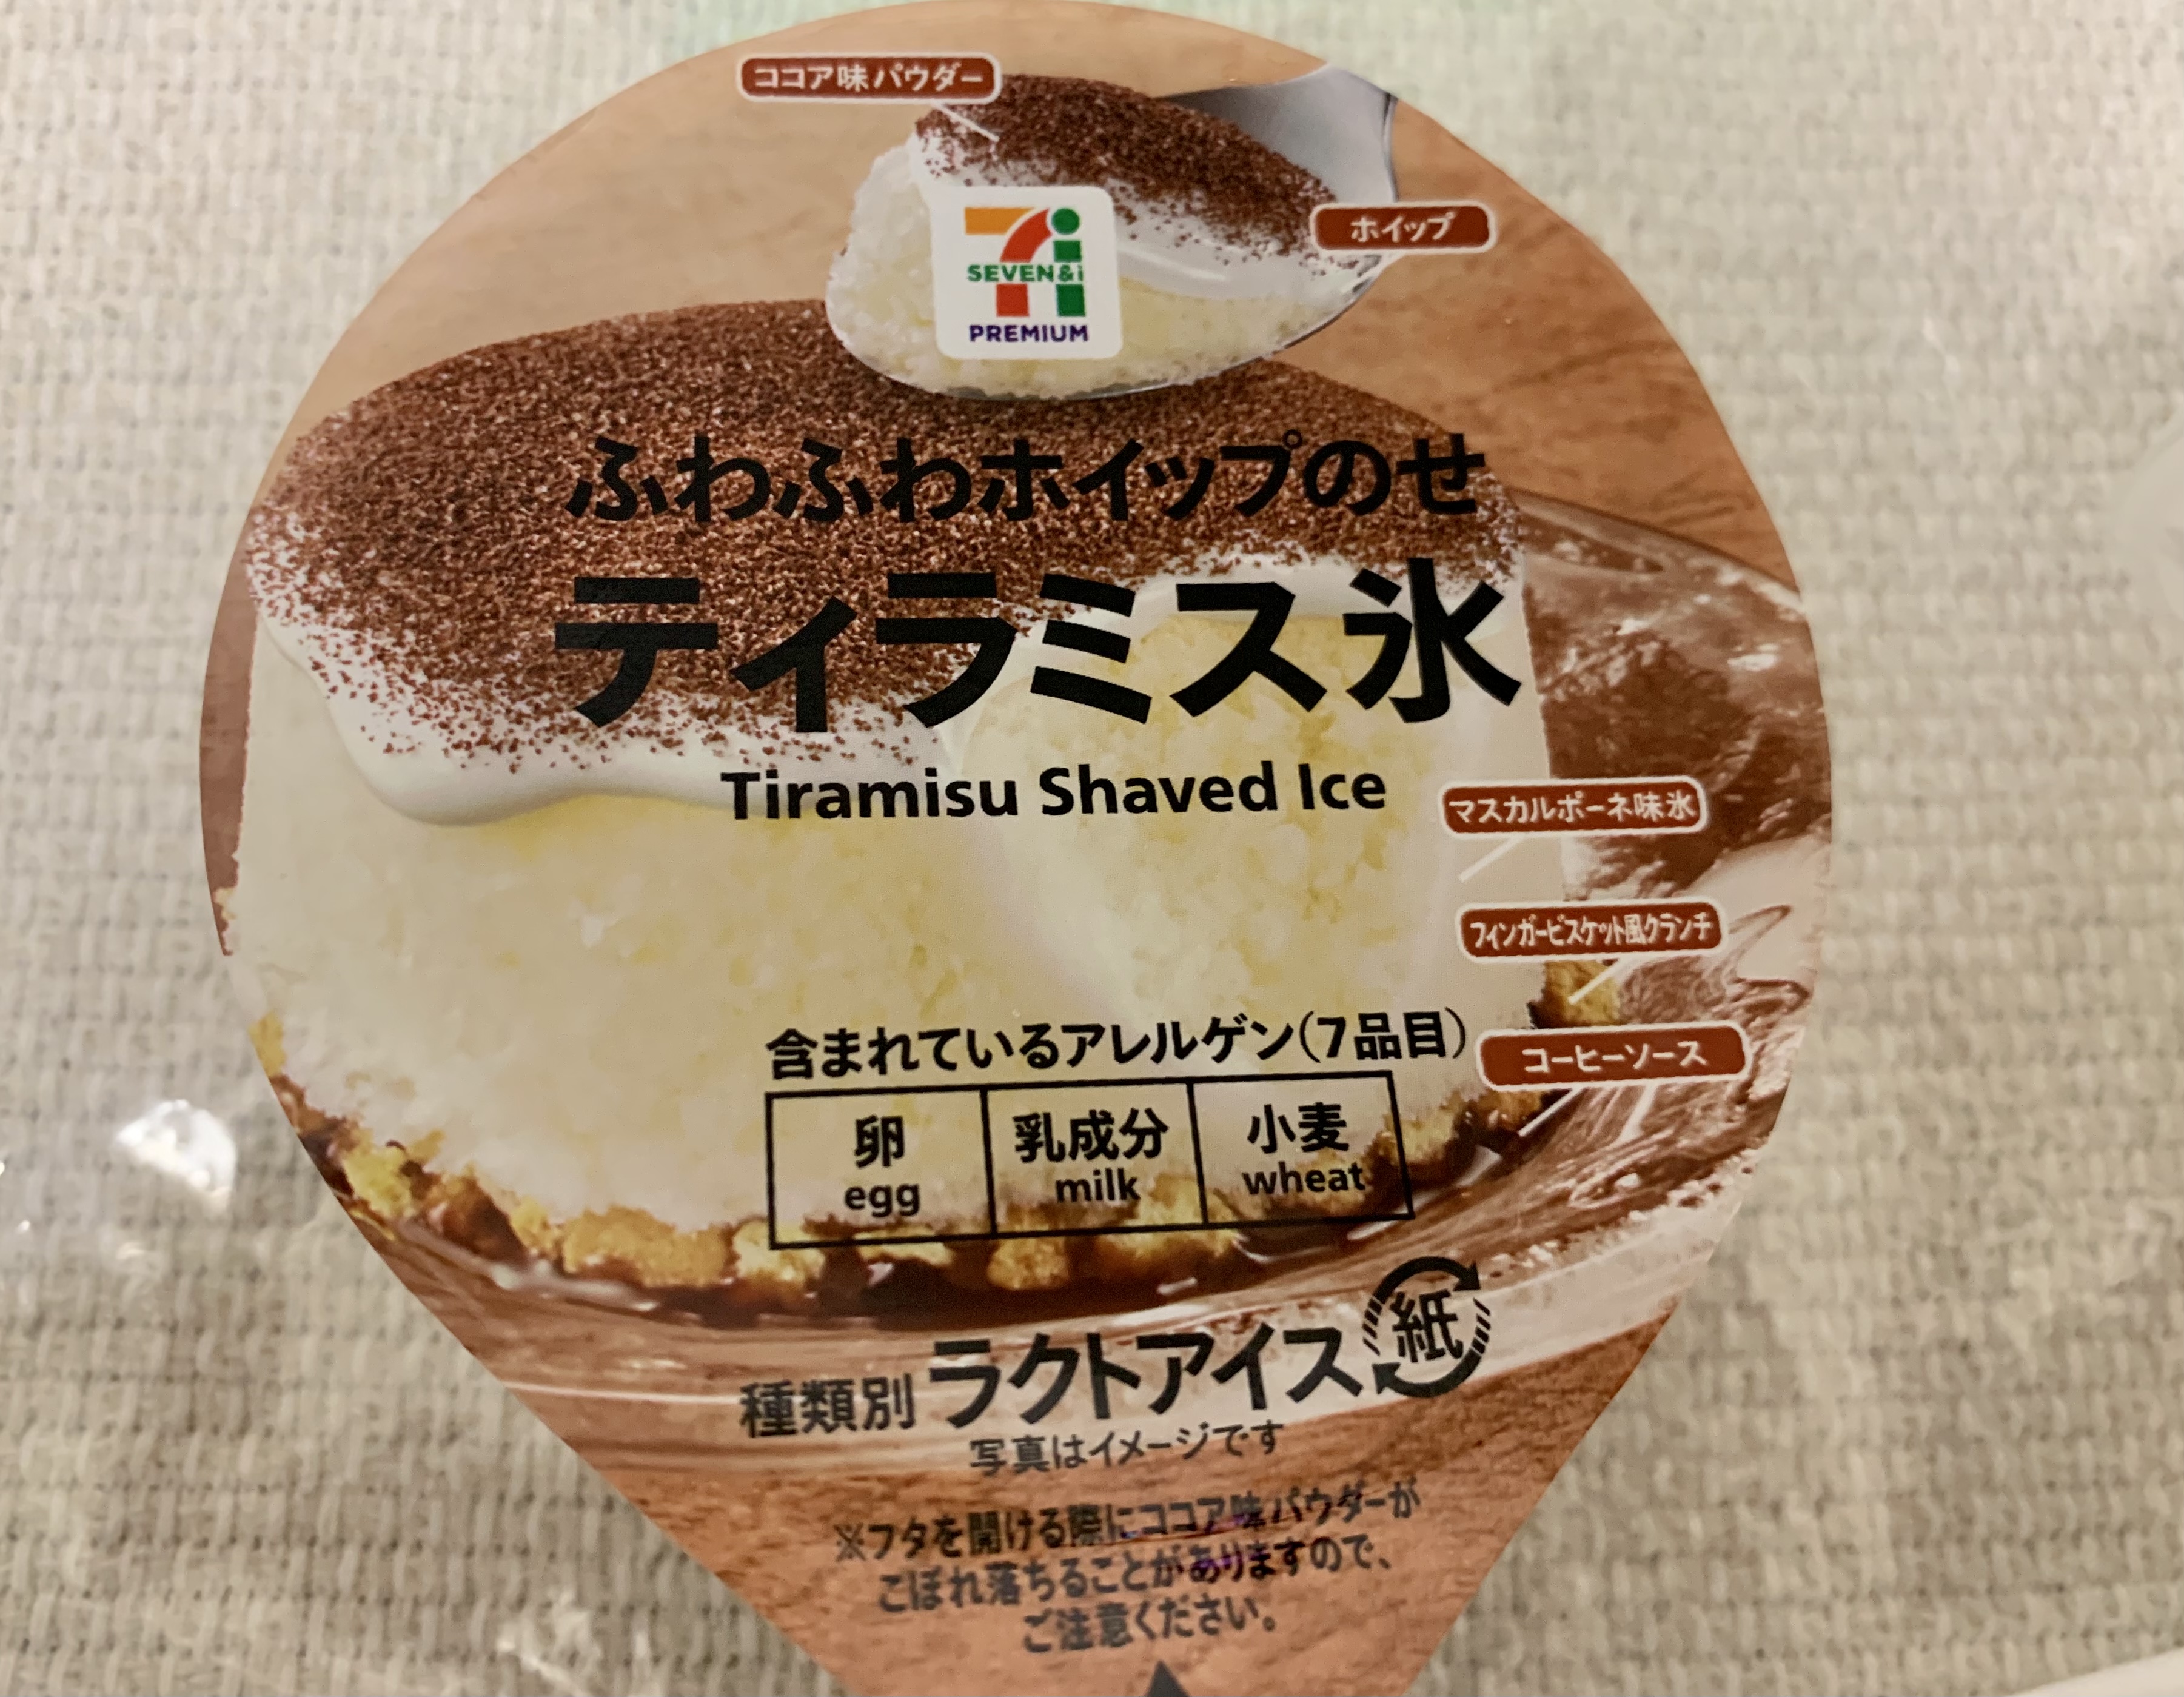 ココア味パウダー
ホイップ
SEVEN&i
PREMIUM
ふわふわホイップのせ
ティラミス氷
Tiramisu Shaved Ice
マスカルポーネ味氷
フィンガービスケット風クランチ
コーヒーソース
含まれているアレルゲン(7品目)
卵 乳成分 小麦
egg milk wheat
紙
種類別 ラクトアイス
写真はイメージです
※フタを開ける際にココア味パウダーが
こぼれ落ちることがありますので、
ご注意ください。